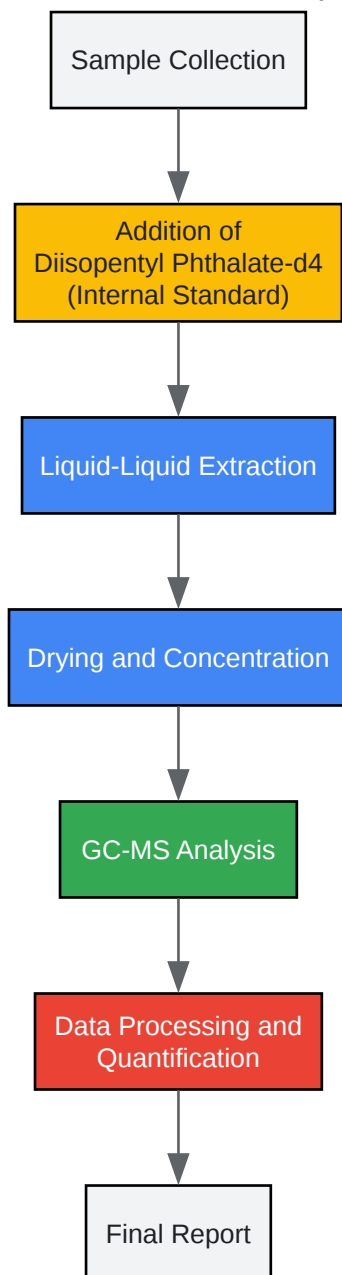 Sample Collection
Addition of
Diisopentyl Phthalate-d4
(Internal Standard)
Liquid-Liquid Extraction
Drying and Concentration
GC-MS Analysis
Data Processing and
Quantification
Final Report